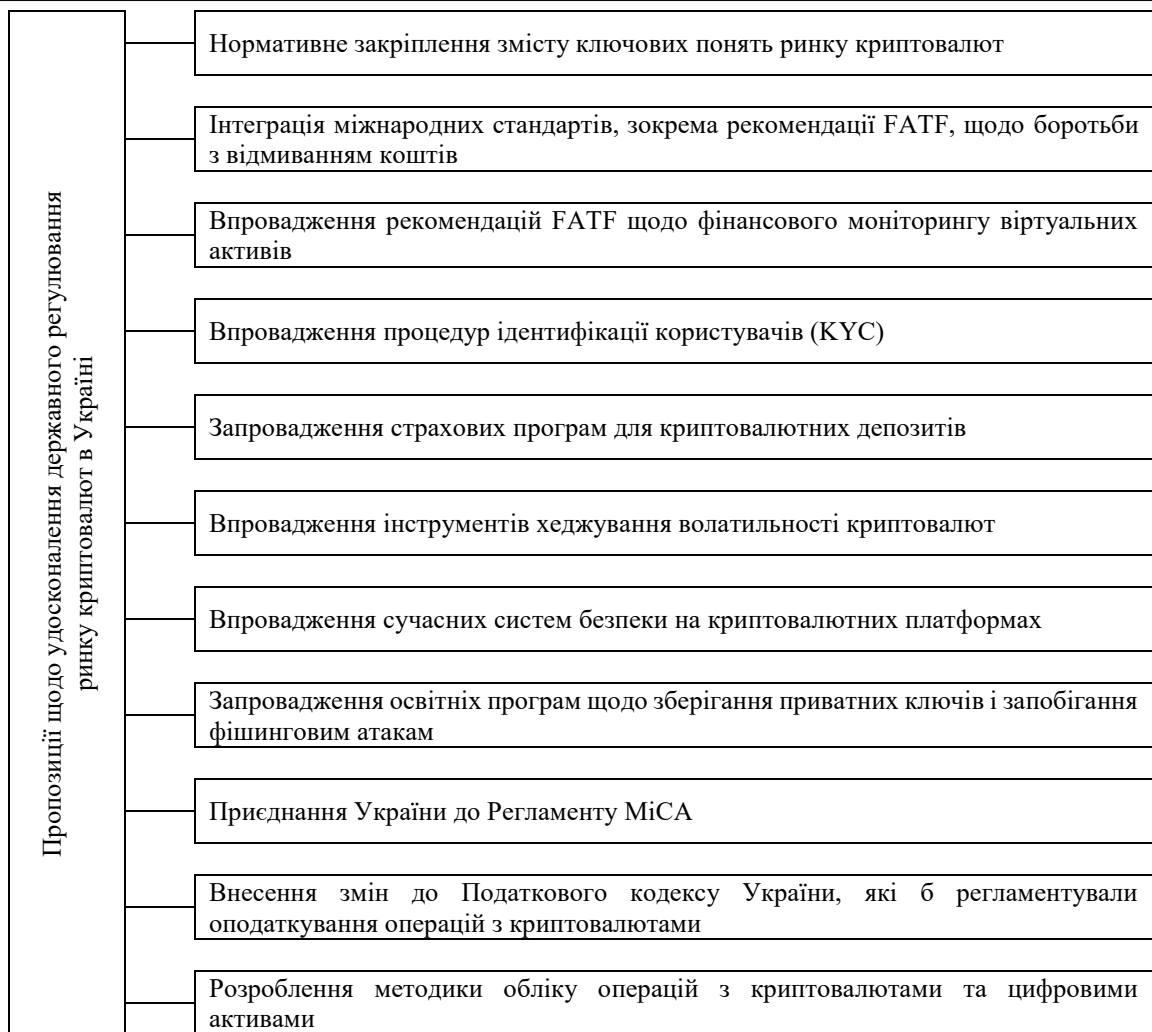 Пропозиції щодо удосконалення державного регулювання
ринку криптовалют в Україні
Нормативне закріплення змісту ключових понять ринку криптовалют
Інтеграція міжнародних стандартів, зокрема рекомендації FATF, щодо боротьби
з відмиванням коштів
Впровадження рекомендацій FATF щодо фінансового моніторингу віртуальних
активів
Впровадження процедур ідентифікації користувачів (KYC)
Запровадження страхових програм для криптовалютних депозитів
Впровадження інструментів хеджування волатильності криптовалют
Впровадження сучасних систем безпеки на криптовалютних платформах
Запровадження освітніх програм щодо зберігання приватних ключів і запобігання
фішинговим атакам
Приєднання України до Регламенту MiCA
Внесення змін до Податкового кодексу України, які б регламентували
оподаткування операцій з криптовалютами
Розроблення методики обліку операцій з криптовалютами та цифровими
активами